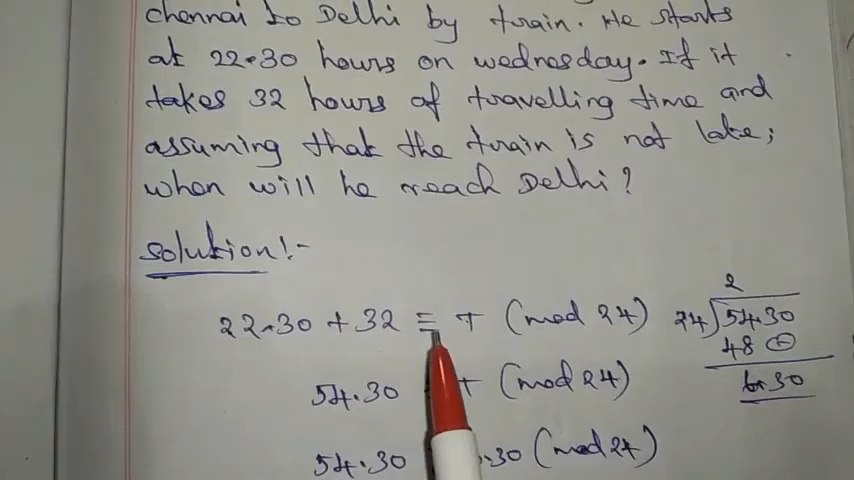 chennai to Delhi by train. He starts
at 22.30 hours on wednesday. If it
takes 32 hours of travelling time and
assuming that the train is not late;
when will he reach Delhi?
Solution:-
22.30 + 32 ≡ T (mod 24)
54.30 T (mod 24)
54.30 .30 (mod 24)
2
24)54.30
48 (-)
6.30